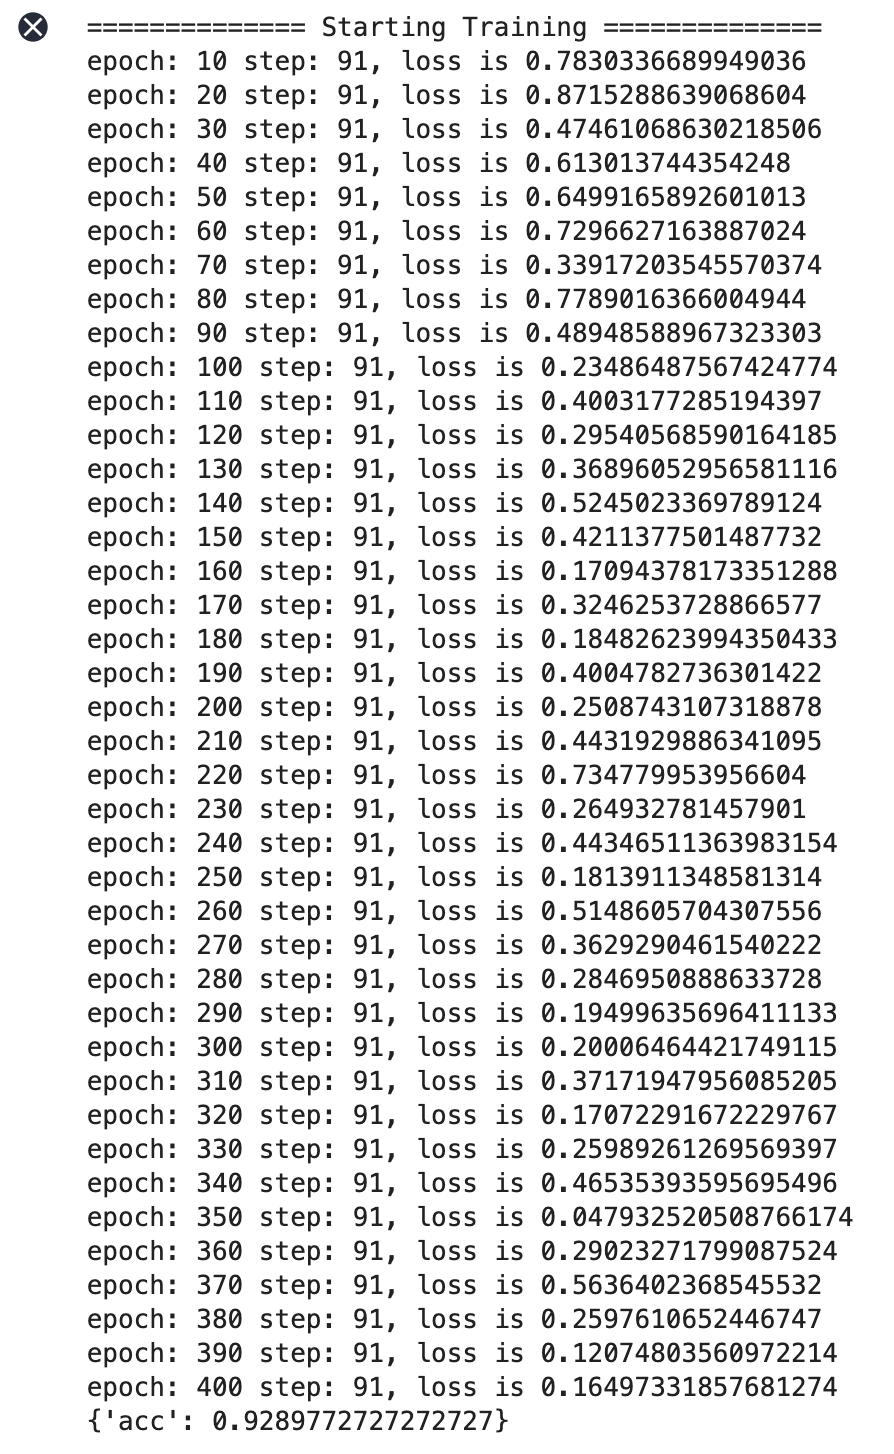 ============== Starting Training ==============
epoch: 10 step: 91, loss is 0.7830336689949036
epoch: 20 step: 91, loss is 0.8715288639068604
epoch: 30 step: 91, loss is 0.47461068630218506
epoch: 40 step: 91, loss is 0.613013744354248
epoch: 50 step: 91, loss is 0.6499165892601013
epoch: 60 step: 91, loss is 0.7296627163887024
epoch: 70 step: 91, loss is 0.33917203545570374
epoch: 80 step: 91, loss is 0.7789016366004944
epoch: 90 step: 91, loss is 0.48948588967323303
epoch: 100 step: 91, loss is 0.23486487567424774
epoch: 110 step: 91, loss is 0.4003177285194397
epoch: 120 step: 91, loss is 0.29540568590164185
epoch: 130 step: 91, loss is 0.36896052956581116
epoch: 140 step: 91, loss is 0.5245023369789124
epoch: 150 step: 91, loss is 0.4211377501487732
epoch: 160 step: 91, loss is 0.17094378173351288
epoch: 170 step: 91, loss is 0.3246253728866577
epoch: 180 step: 91, loss is 0.18482623994350433
epoch: 190 step: 91, loss is 0.4004782736301422
epoch: 200 step: 91, loss is 0.2508743107318878
epoch: 210 step: 91, loss is 0.4431929886341095
epoch: 220 step: 91, loss is 0.734779953956604
epoch: 230 step: 91, loss is 0.264932781457901
epoch: 240 step: 91, loss is 0.44346511363983154
epoch: 250 step: 91, loss is 0.1813911348581314
epoch: 260 step: 91, loss is 0.5148605704307556
epoch: 270 step: 91, loss is 0.3629290461540222
epoch: 280 step: 91, loss is 0.2846950888633728
epoch: 290 step: 91, loss is 0.19499635696411133
epoch: 300 step: 91, loss is 0.20006464421749115
epoch: 310 step: 91, loss is 0.37171947956085205
epoch: 320 step: 91, loss is 0.17072291672229767
epoch: 330 step: 91, loss is 0.25989261269569397
epoch: 340 step: 91, loss is 0.46535393595695496
epoch: 350 step: 91, loss is 0.047932520508766174
epoch: 360 step: 91, loss is 0.29023271799087524
epoch: 370 step: 91, loss is 0.5636402368545532
epoch: 380 step: 91, loss is 0.2597610652446747
epoch: 390 step: 91, loss is 0.12074803560972214
epoch: 400 step: 91, loss is 0.16497331857681274
{'acc': 0.9289772727272727}